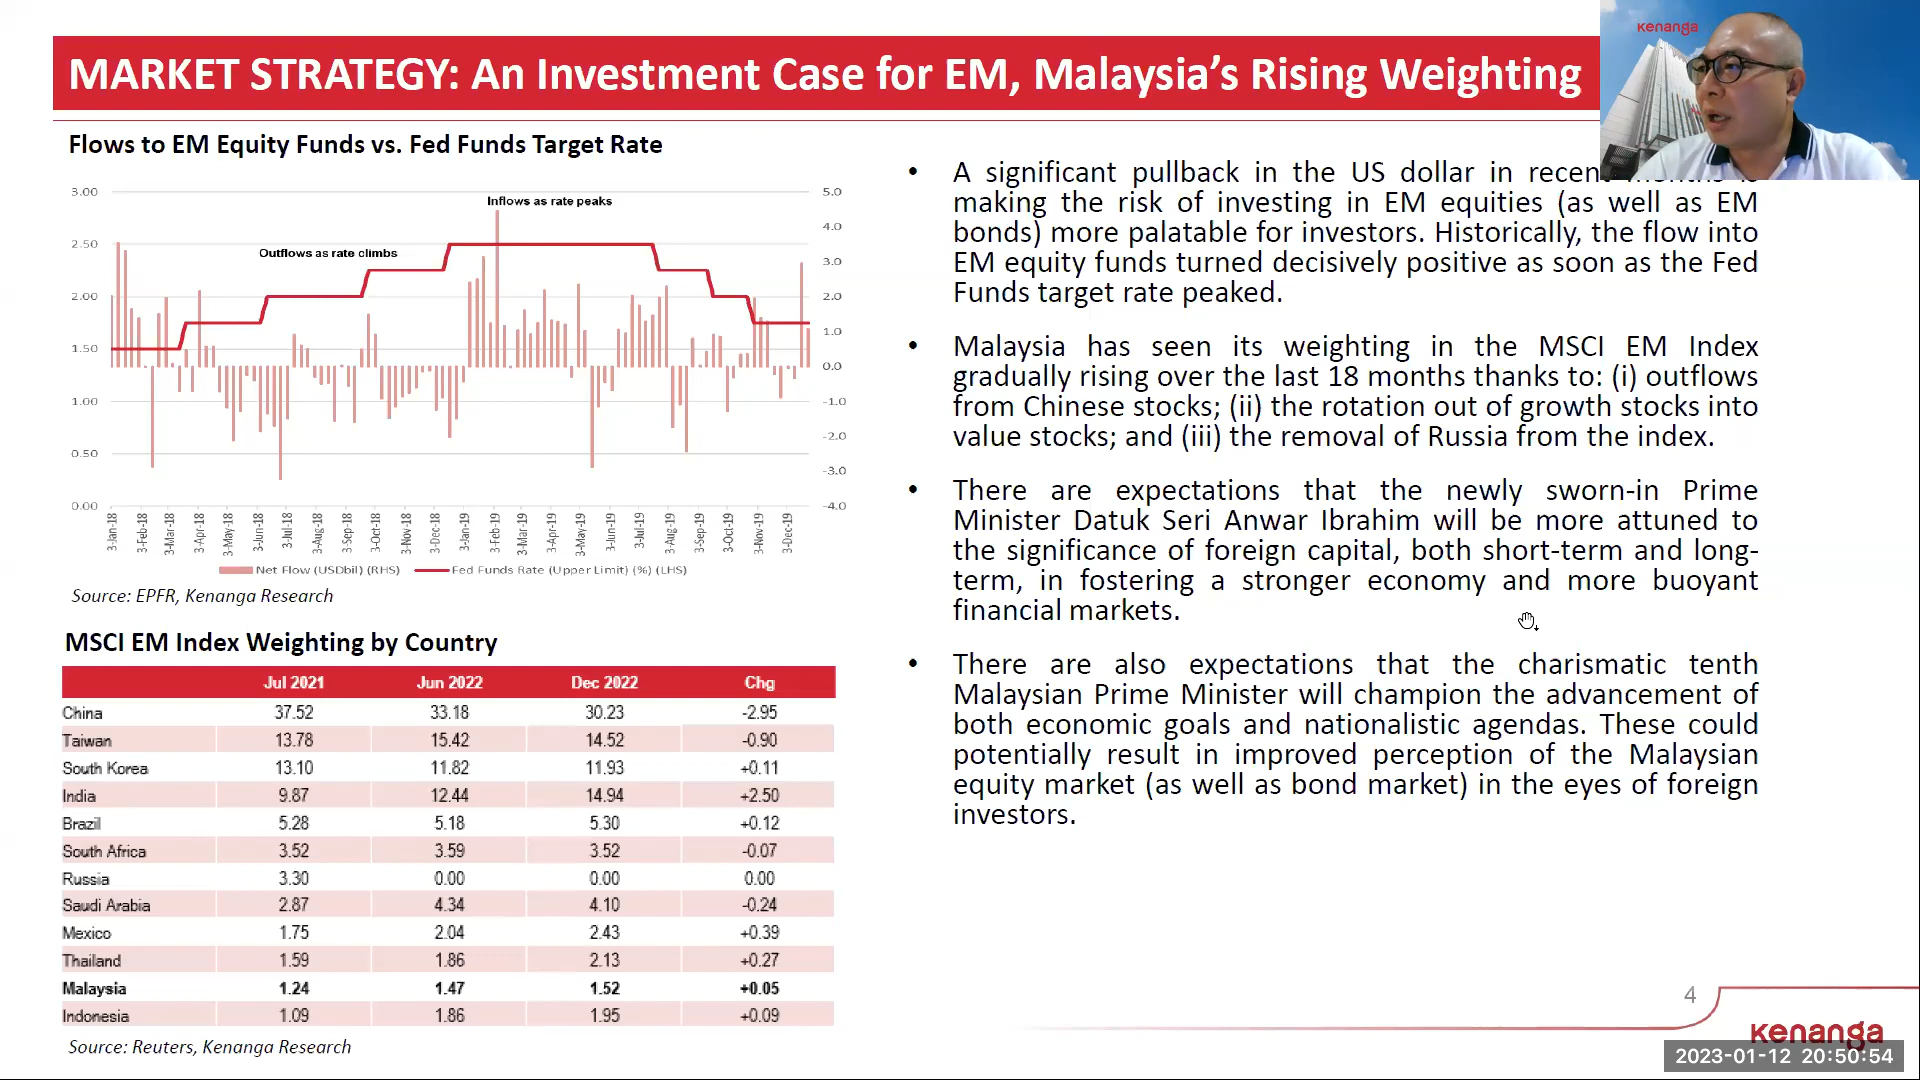 MARKET STRATEGY: An Investment Case for EM, Malaysia's Rising Weighting
Kenanga
Flows to EM Equity Funds vs. Fed Funds Target Rate
3.00
2.50
2.00
1.50
1.00
0.50
0.00
Inflows as rate peaks
Outflows as rate climbs
5.0
4.0
3.0
2.0
1.0
0.0
-1.0
-2.0
-3.0
-4.0
3-Jan-18
3-Feb-18
3-Mar-18
3-Apr-18
3-May-18
3-Jun-18
3-Jul-18
3-Aug-18
3-Sep-18
3-Oct-18
3-Nov-18
3-Dec-18
3-Jan-19
3-Feb-19
3-Mar-19
3-Apr-19
3-May-19
3-Jun-19
3-Jul-19
3-Aug-19
3-Sep-19
3-Oct-19
3-Nov-19
3-Dec-19
Net Flow (USDbil) (RHS) Fed Funds Rate (Upper Limit) (%) (LHS)
Source: EPFR, Kenanga Research
MSCI EM Index Weighting by Country
Jul 2021 Jun 2022 Dec 2022 Chg
China 37.52 33.18 30.23 -2.95
Taiwan 13.78 15.42 14.52 -0.90
South Korea 13.10 11.82 11.93 +0.11
India 9.87 12.44 14.94 +2.50
Brazil 5.28 5.18 5.30 +0.12
South Africa 3.52 3.59 3.52 -0.07
Russia 3.30 0.00 0.00 0.00
Saudi Arabia 2.87 4.34 4.10 -0.24
Mexico 1.75 2.04 2.43 +0.39
Thailand 1.59 1.86 2.13 +0.27
Malaysia 1.24 1.47 1.52 +0.05
Indonesia 1.09 1.86 1.95 +0.09
Source: Reuters, Kenanga Research
• A significant pullback in the US dollar in recent
making the risk of investing in EM equities (as well as EM
bonds) more palatable for investors. Historically, the flow into
EM equity funds turned decisively positive as soon as the Fed
Funds target rate peaked.
• Malaysia has seen its weighting in the MSCI EM Index
gradually rising over the last 18 months thanks to: (i) outflows
from Chinese stocks; (ii) the rotation out of growth stocks into
value stocks; and (iii) the removal of Russia from the index.
• There are expectations that the newly sworn-in Prime
Minister Datuk Seri Anwar Ibrahim will be more attuned to
the significance of foreign capital, both short-term and long-
term, in fostering a stronger economy and more buoyant
financial markets.
• There are also expectations that the charismatic tenth
Malaysian Prime Minister will champion the advancement of
both economic goals and nationalistic agendas. These could
potentially result in improved perception of the Malaysian
equity market (as well as bond market) in the eyes of foreign
investors.
4
kenanga
2023-01-12 20:50:54